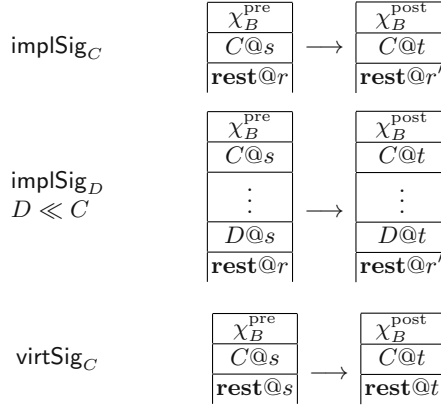 χ_B^pre χ_B^post
implSig_C C@s ⟶ C@t
rest@r rest@r′
χ_B^pre χ_B^post
C@s C@t
implSig_D ⋮ ⋮
D ≪ C ⟶
D@s D@t
rest@r rest@r′
χ_B^pre χ_B^post
virtSig_C C@s ⟶ C@t
rest@s rest@t